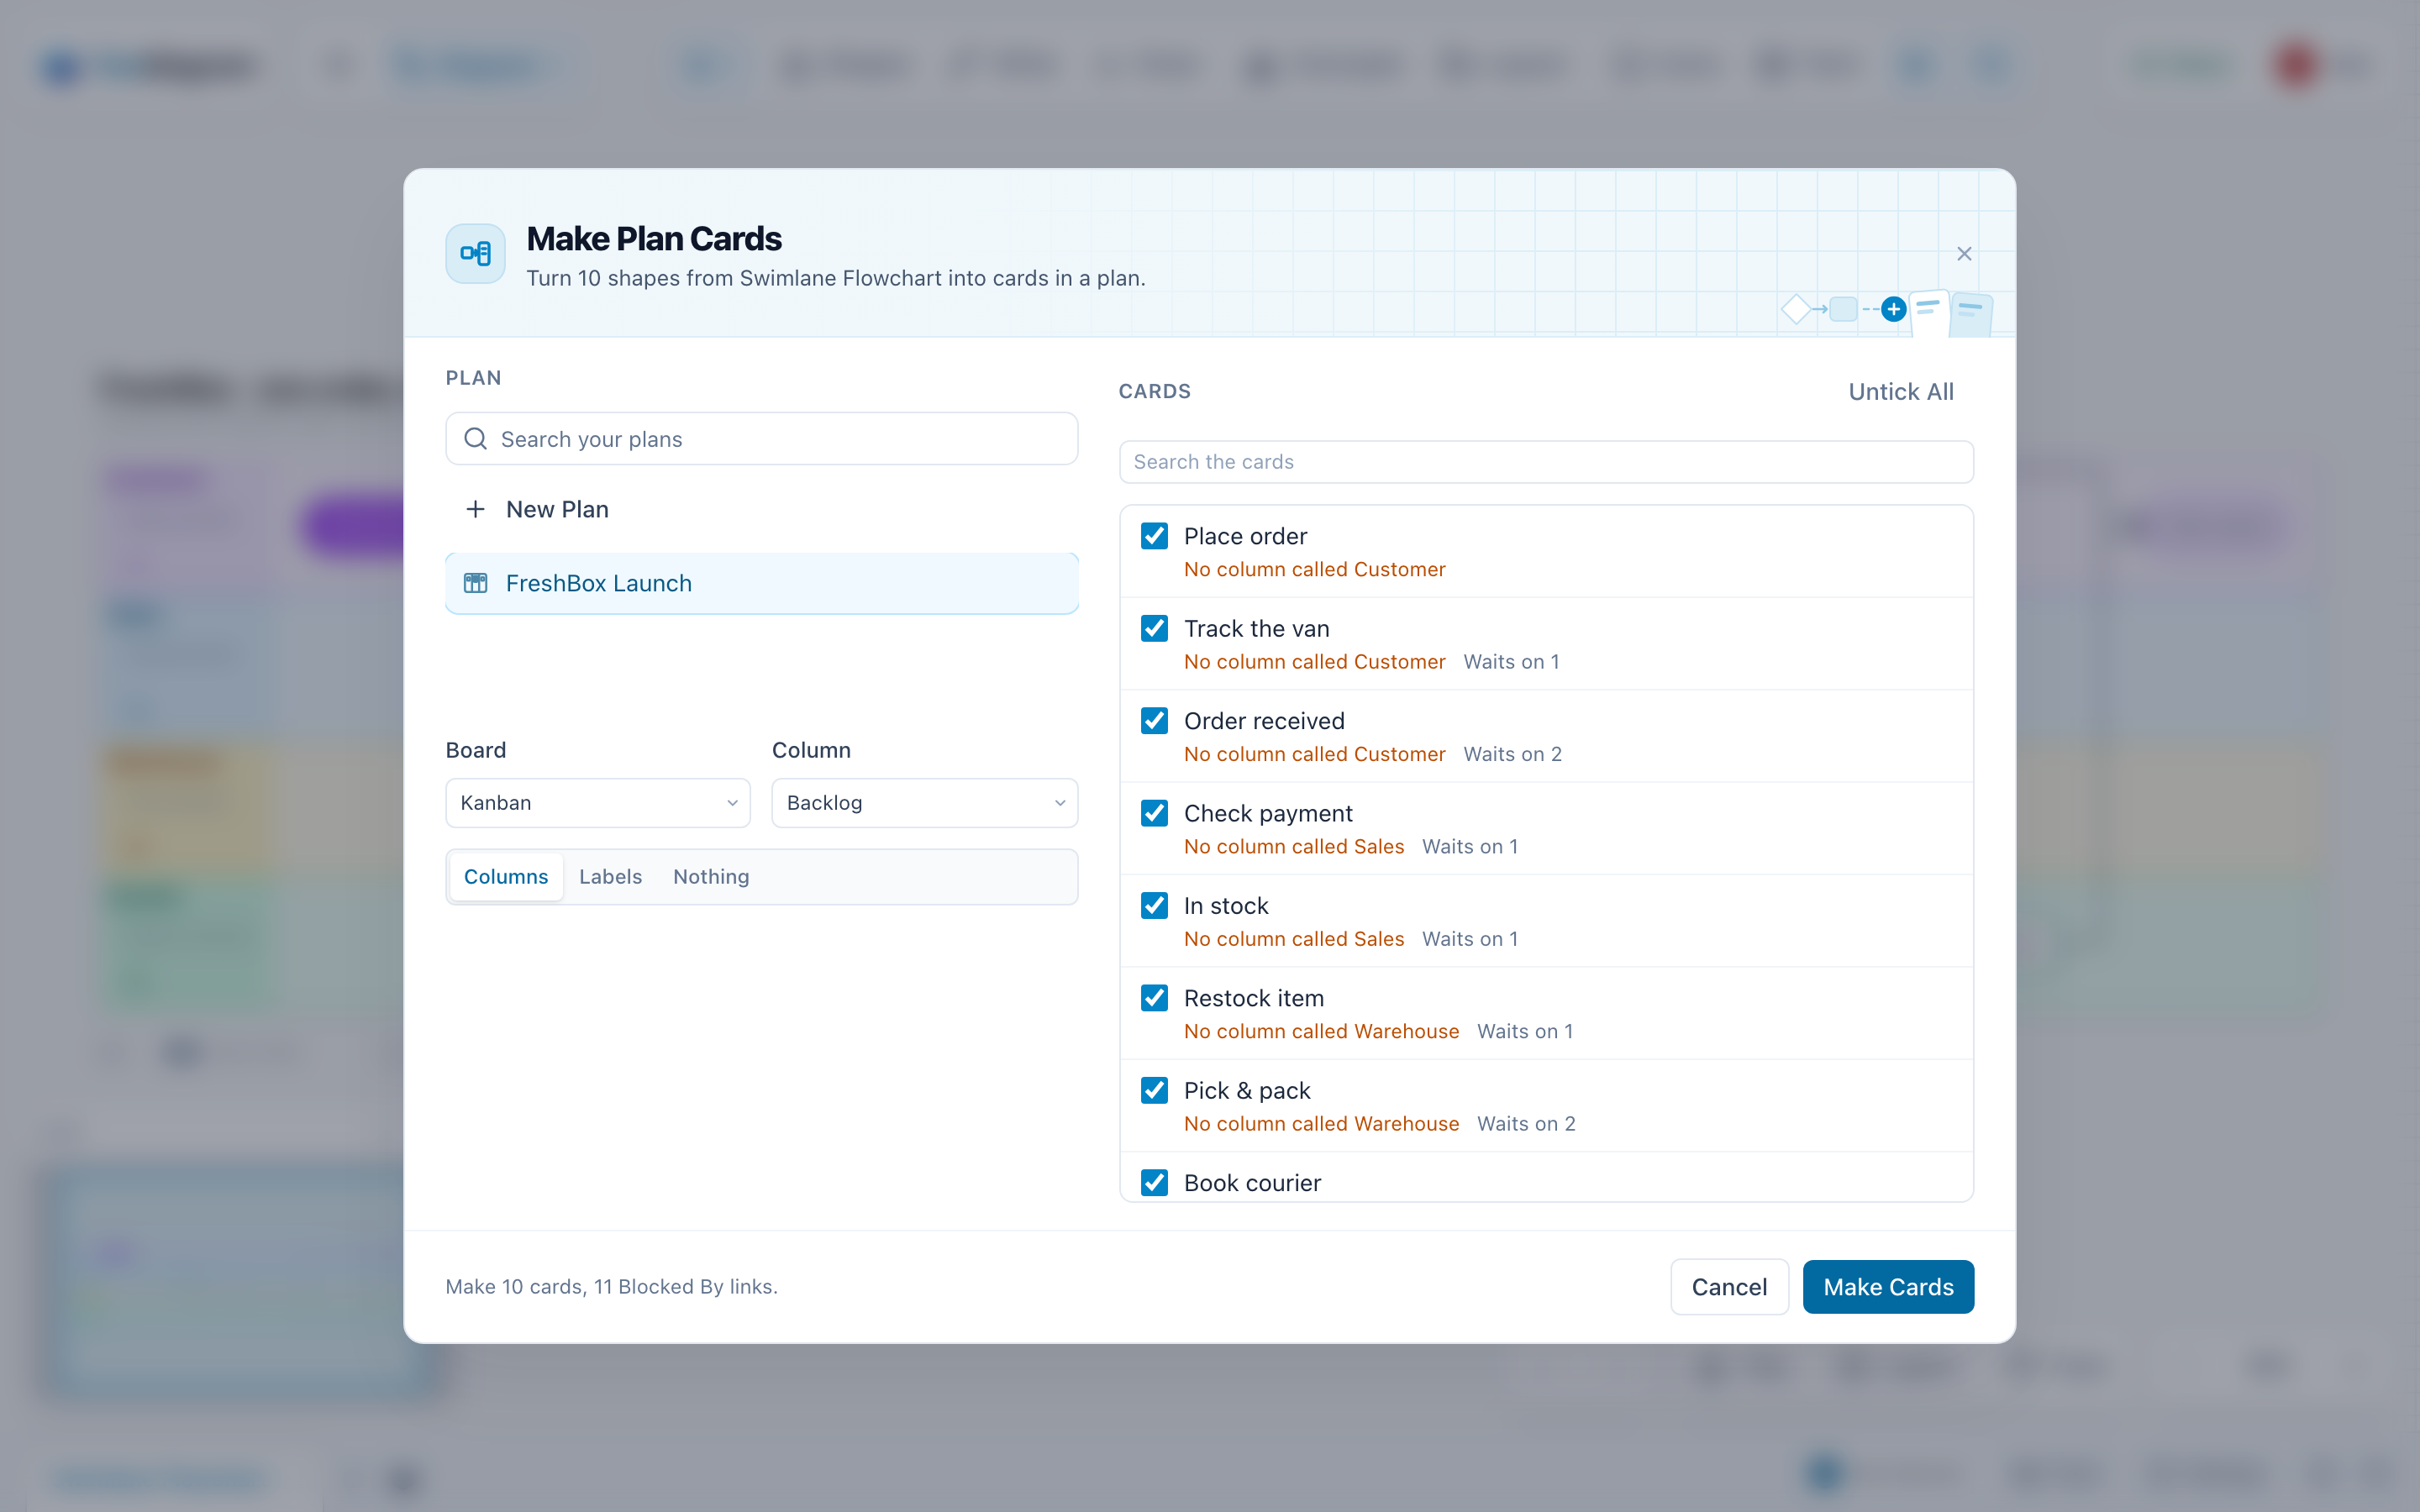 Make Plan Cards
Turn 10 shapes from Swimlane Flowchart into cards in a plan.
PLAN
Search your plans
New Plan
FreshBox Launch
Board
Column
Kanban
Backlog
Columns
Labels
Nothing
CARDS
Untick All
Search the cards
Place order
No column called Customer
Track the van
No column called Customer Waits on 1
Order received
No column called Customer Waits on 2
Check payment
No column called Sales Waits on 1
In stock
No column called Sales Waits on 1
Restock item
No column called Warehouse Waits on 1
Pick & pack
No column called Warehouse Waits on 2
Book courier
Make 10 cards, 11 Blocked By links.
Cancel
Make Cards